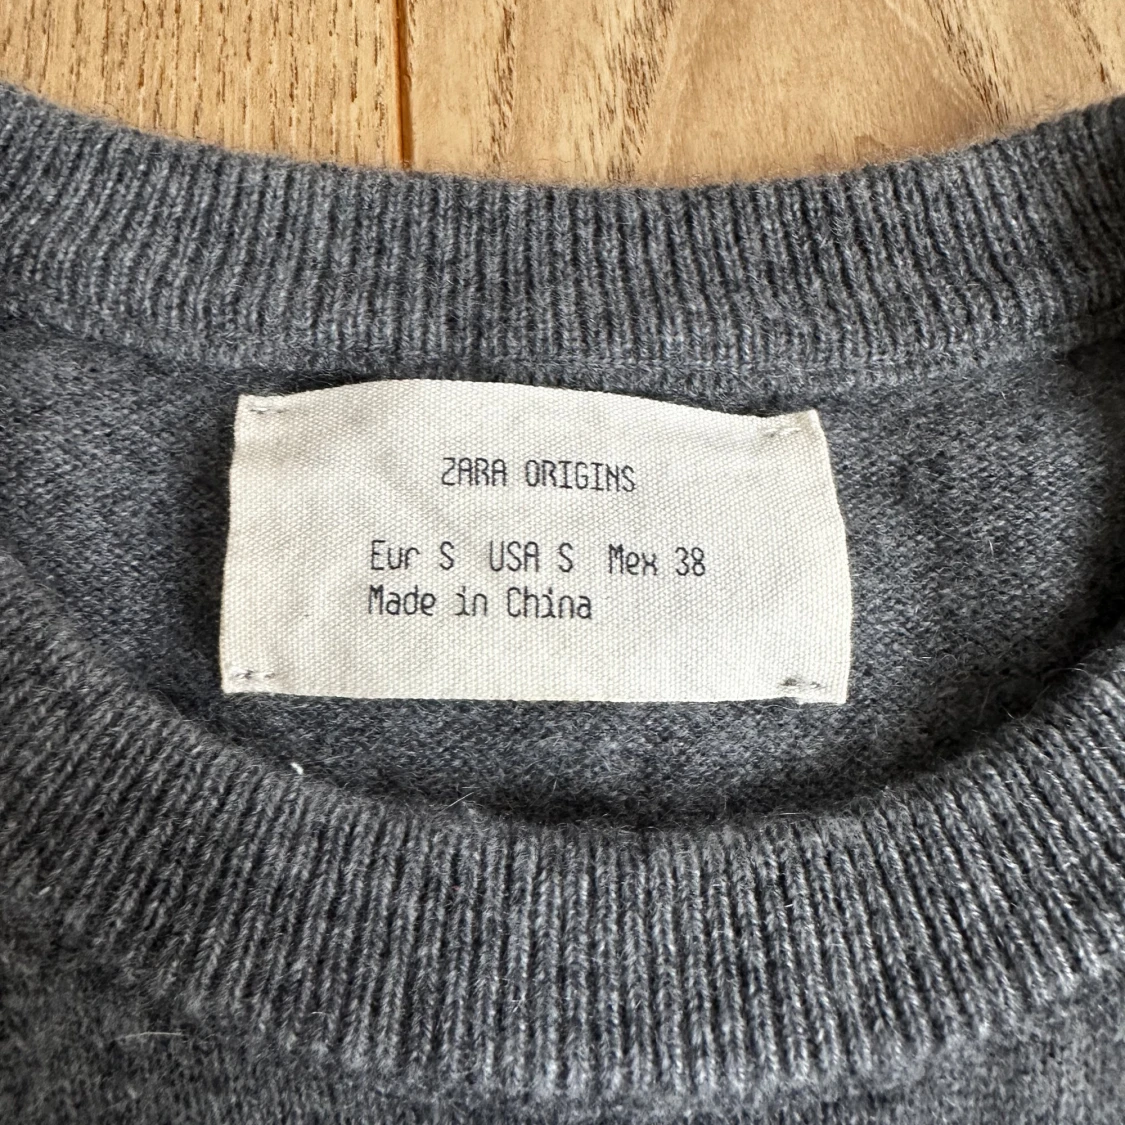 ZARA ORIGINS
Eur S USA S Mex 38
Made in China